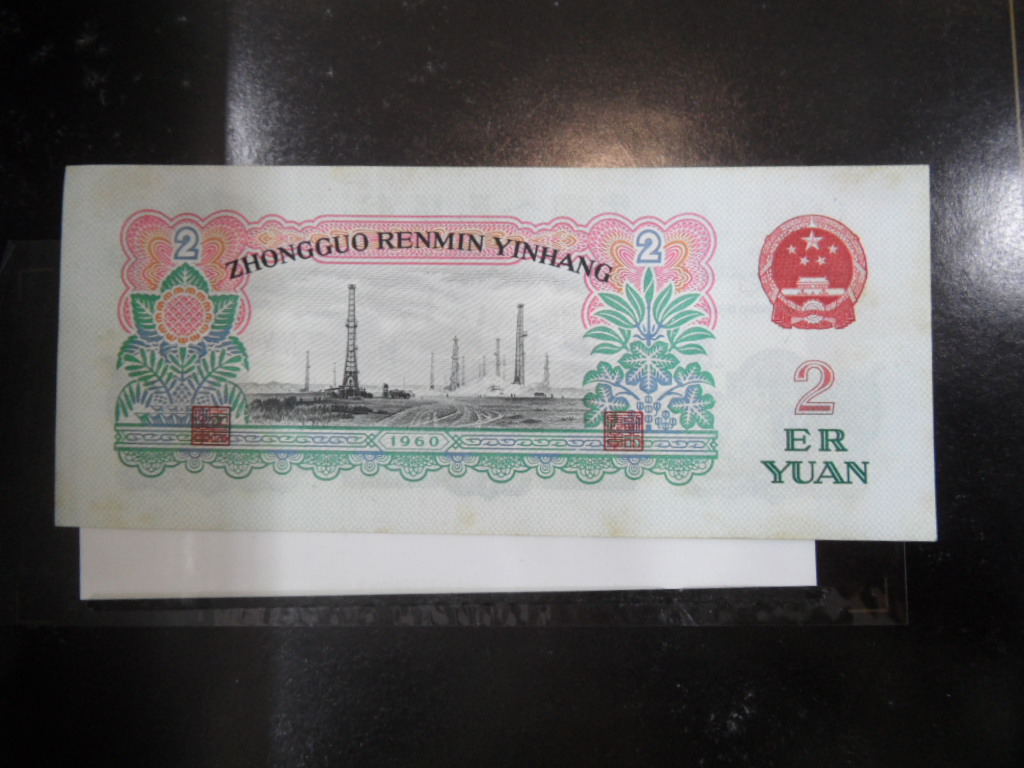 2 2
ZHONGGUO RENMIN YINHANG
1960
2
ER
YUAN